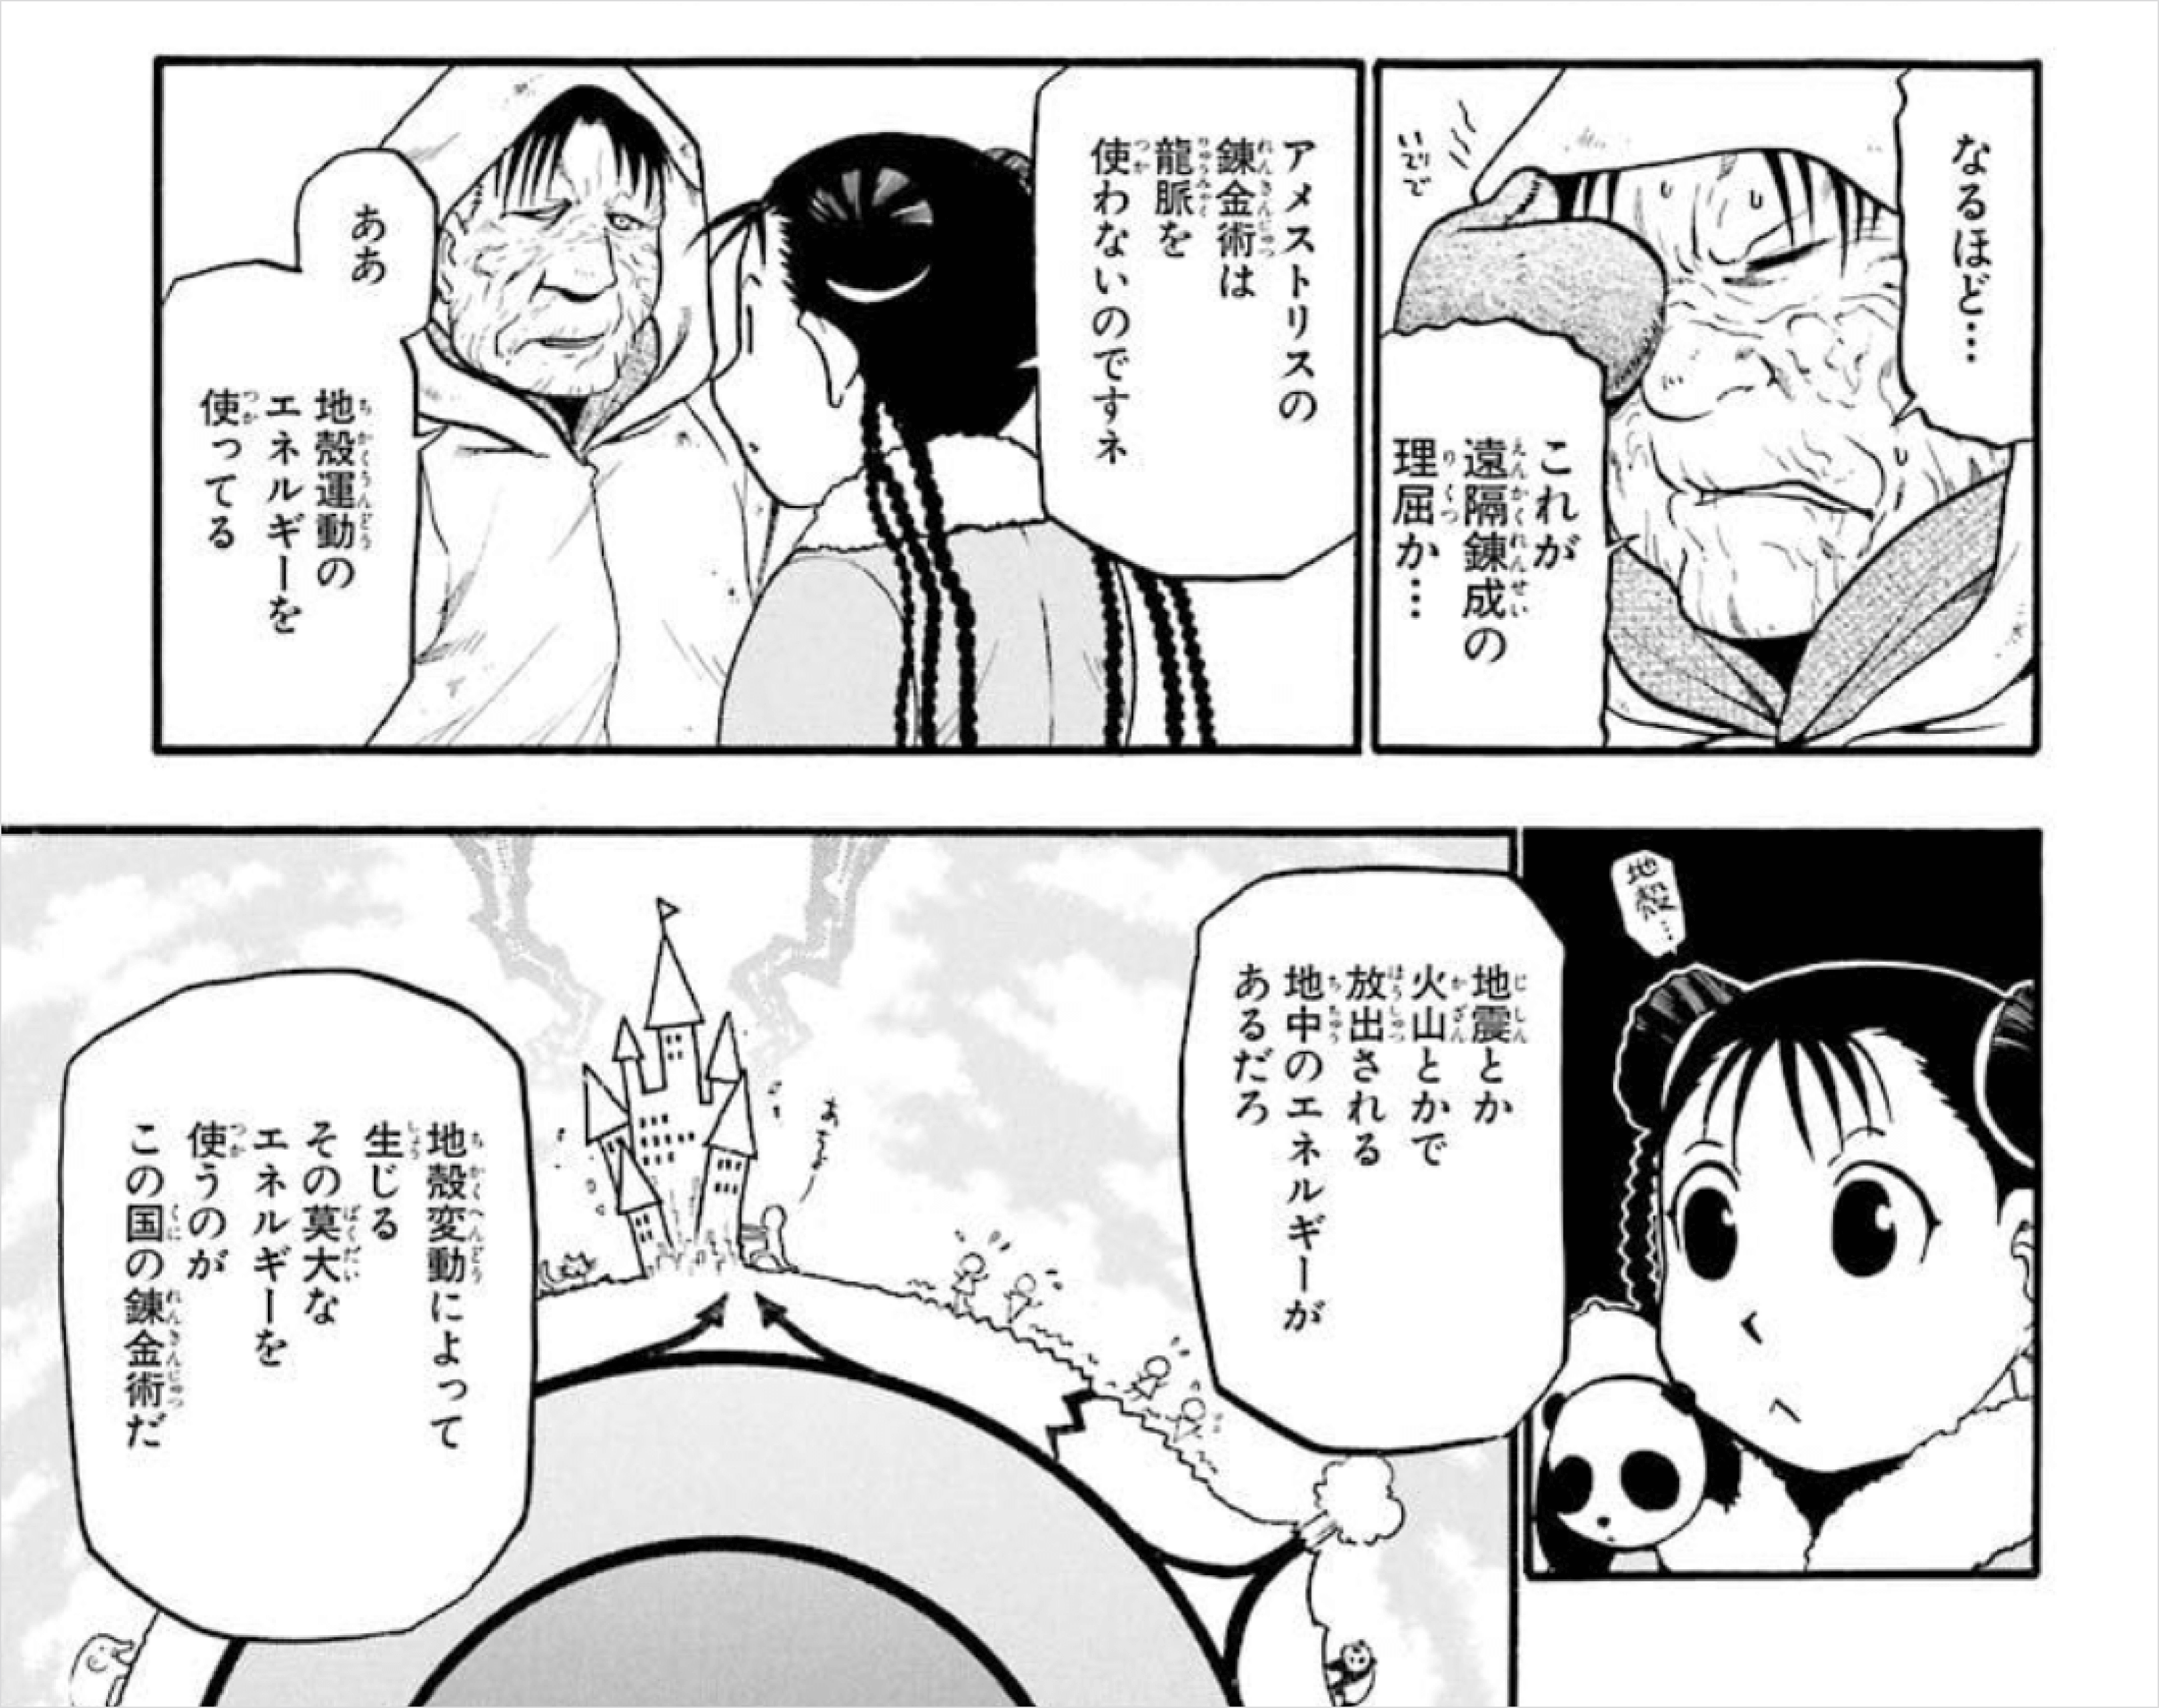 なるほど…
いででで
これが
遠隔錬成の
理屈か…
アメストリスの
錬金術は
龍脈を
使わないのですネ
ああ
地殻運動の
エネルギーを
使ってる
地殻…
地震とか
火山とかで
放出される
地中のエネルギーが
あるだろ
地殻変動によって
生じる
その莫大な
エネルギーを
使うのが
この国の錬金術だ